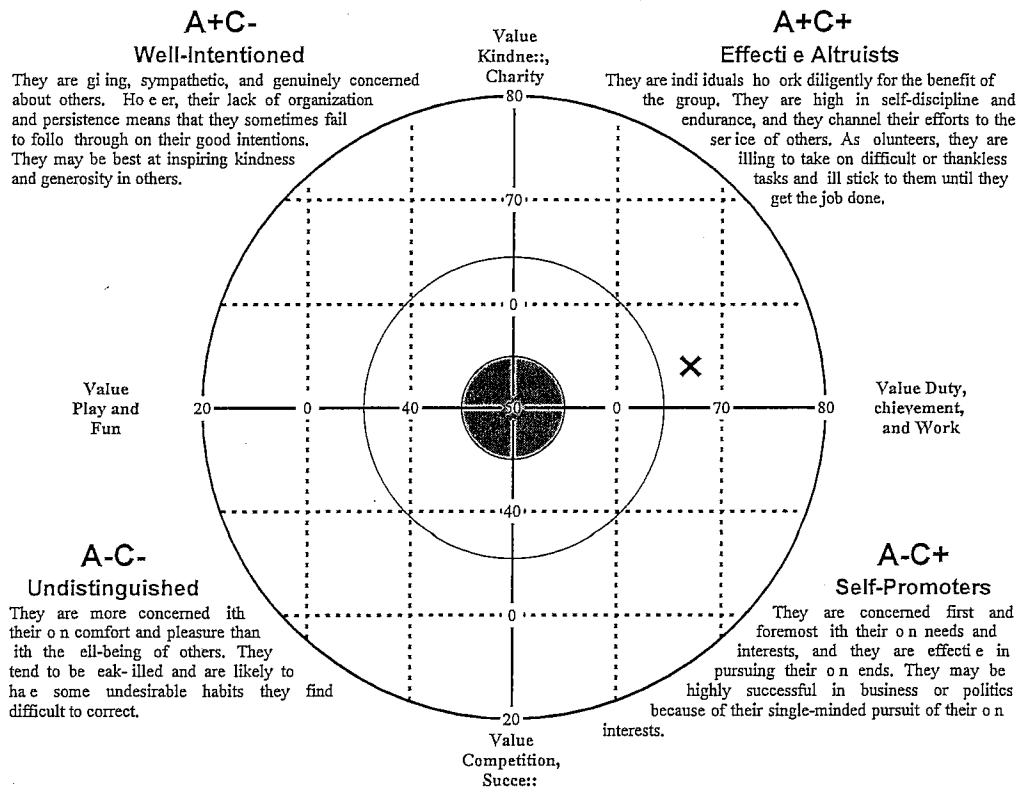 A+C-
Well-Intentioned
They are gi ing, sympathetic, and genuinely concerned
about others. Ho e er, their lack of organization
and persistence means that they sometimes fail
to follo through on their good intentions.
They may be best at inspiring kindness
and generosity in others.
Value
Kindne::,
Charity
A+C+
Effecti e Altruists
They are indi iduals ho ork diligently for the benefit of
the group. They are high in self-discipline and
endurance, and they channel their efforts to the
ser ice of others. As olunteers, they are
illing to take on difficult or thankless
tasks and ill stick to them until they
get the job done.
80
70
0
Value
Play and
Fun
20 0 40 50 0 70 80
Value Duty,
chievement,
and Work
40
0
20
A-C-
Undistinguished
They are more concerned ith
their o n comfort and pleasure than
ith the ell-being of others. They
tend to be eak- illed and are likely to
ha e some undesirable habits they find
difficult to correct.
A-C+
Self-Promoters
They are concerned first and
foremost ith their o n needs and
interests, and they are effecti e in
pursuing their o n ends. They may be
highly successful in business or politics
because of their single-minded pursuit of their o n
interests.
Value
Competition,
Succe::